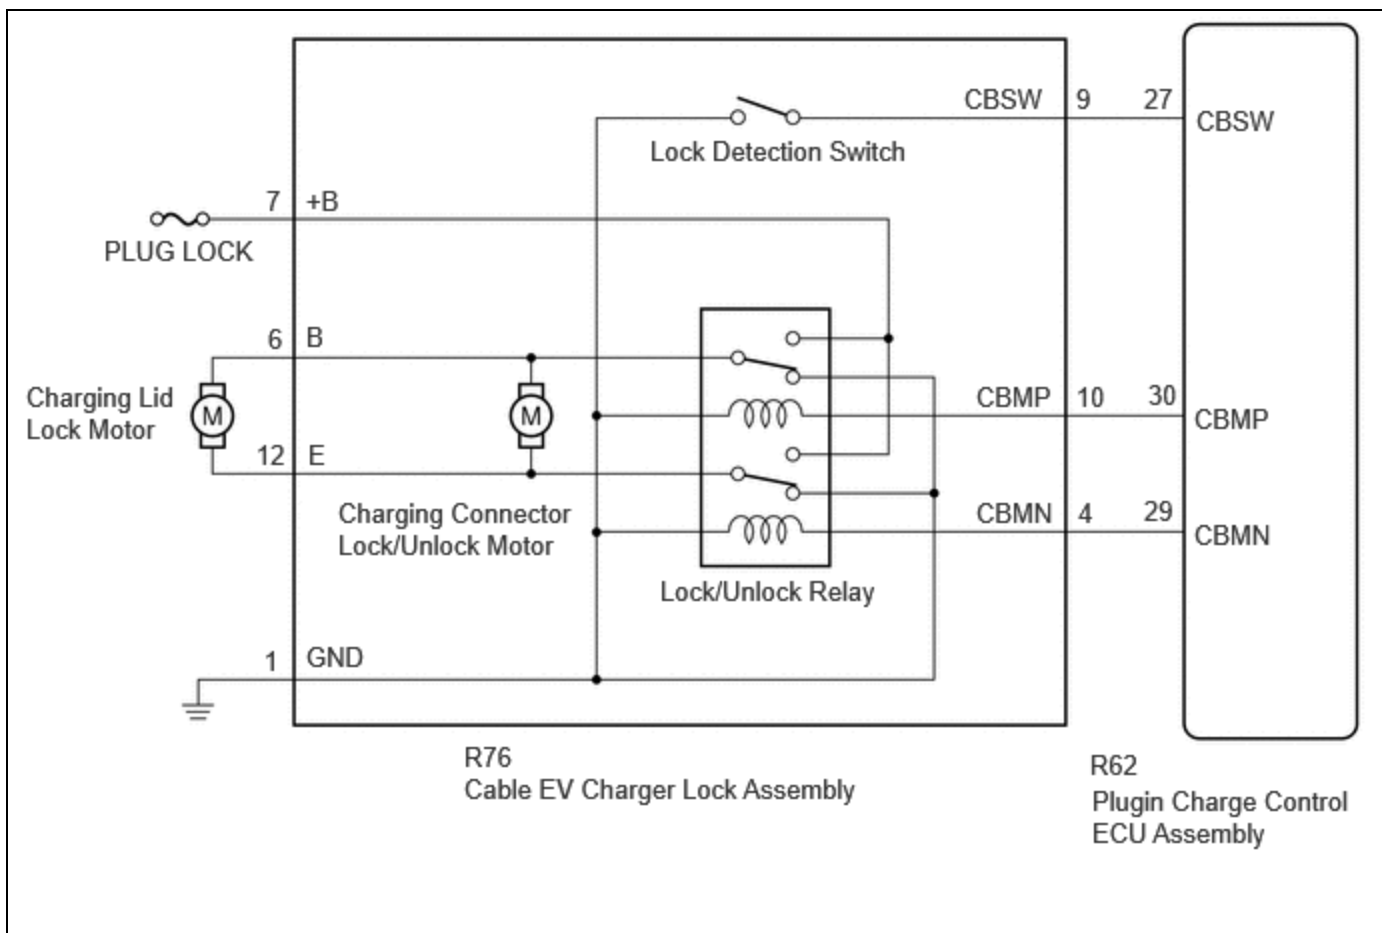 CBSW 9 27
CBSW
Lock Detection Switch
7 +B
PLUG LOCK
6 B
Charging Lid
Lock Motor
M
M
CBMP 10 30
CBMP
12 E
Charging Connector
Lock/Unlock Motor
CBMN 4 29
CBMN
Lock/Unlock Relay
1 GND
R76
Cable EV Charger Lock Assembly
R62
Plugin Charge Control
ECU Assembly